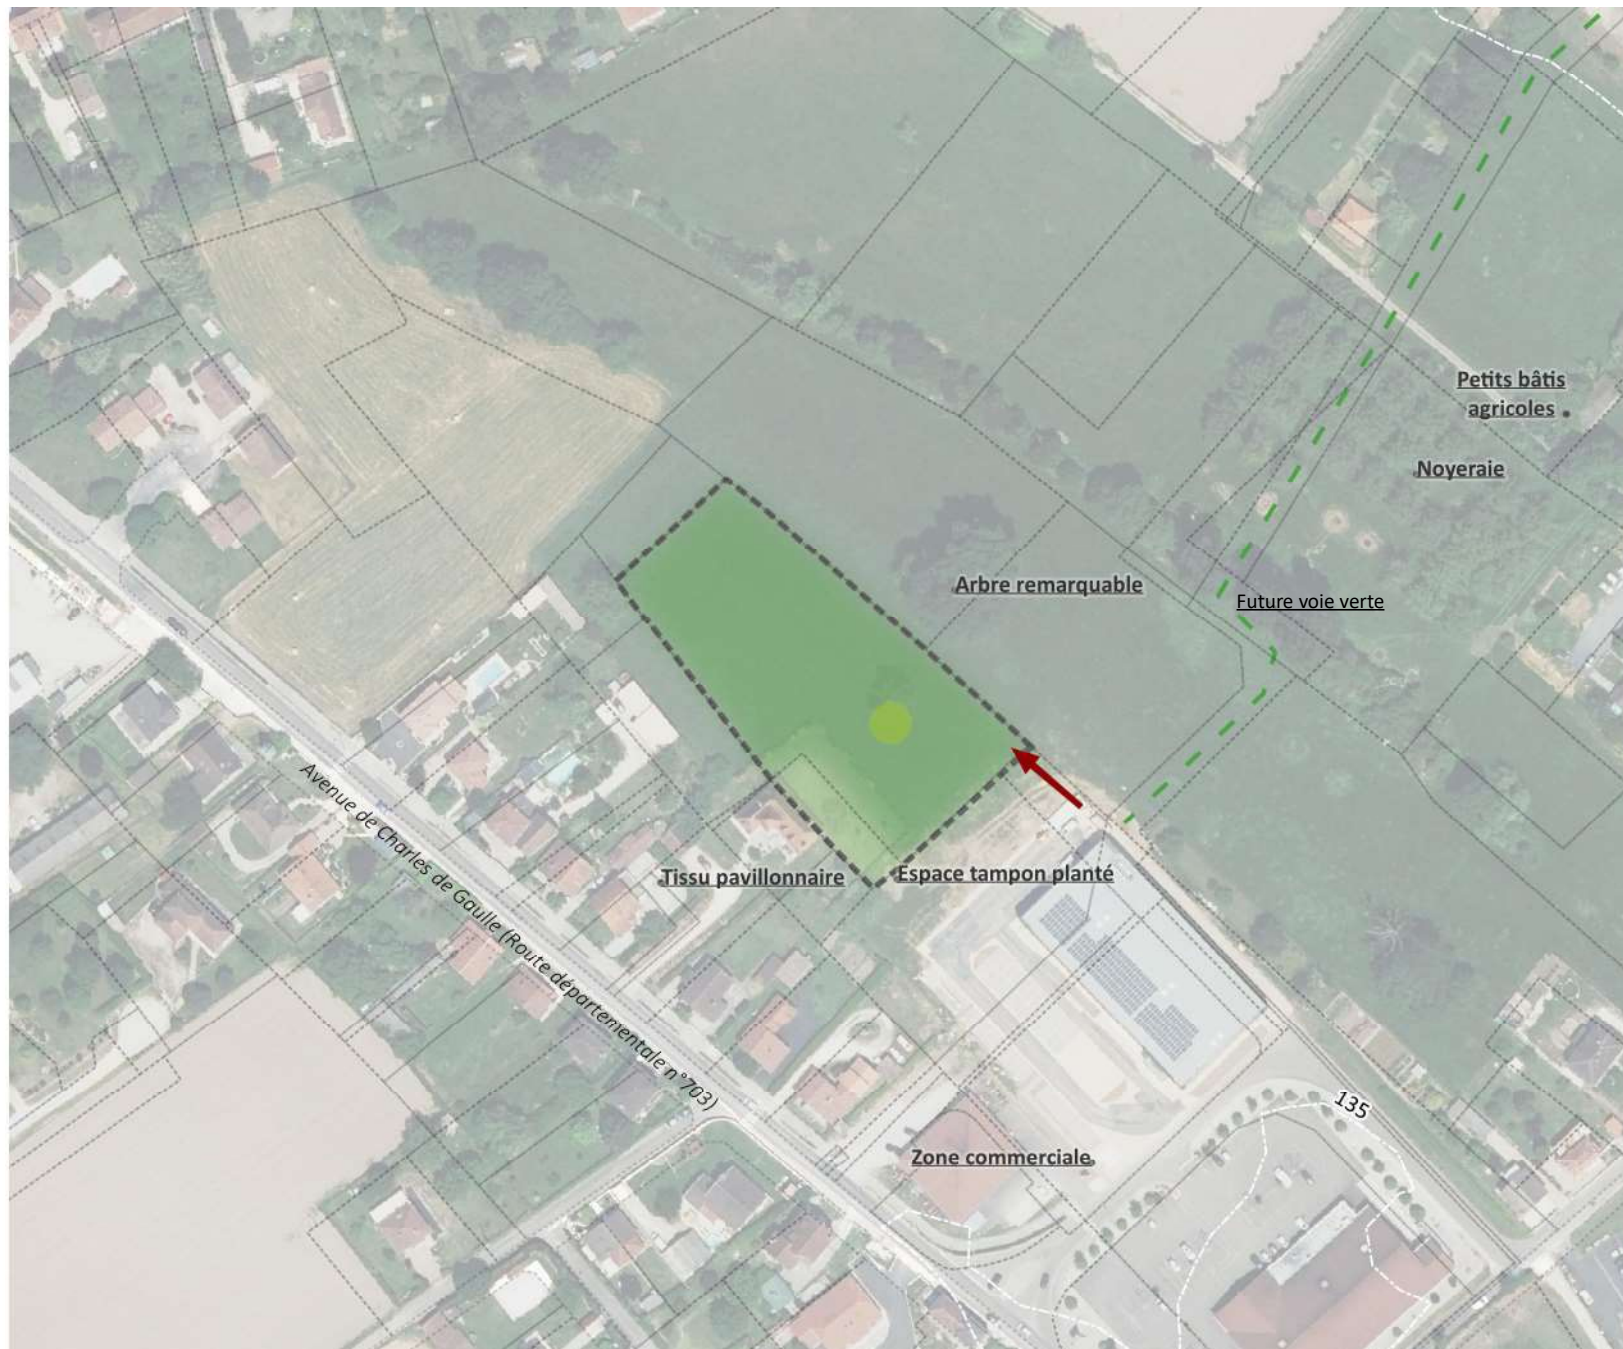 Petits bâtis
agricoles
Noyeraie
Arbre remarquable
Future voie verte
Avenue de Charles de Gaulle (Route départementale n°703)
Tissu pavillonnaire
Espace tampon planté
135
Zone commerciale